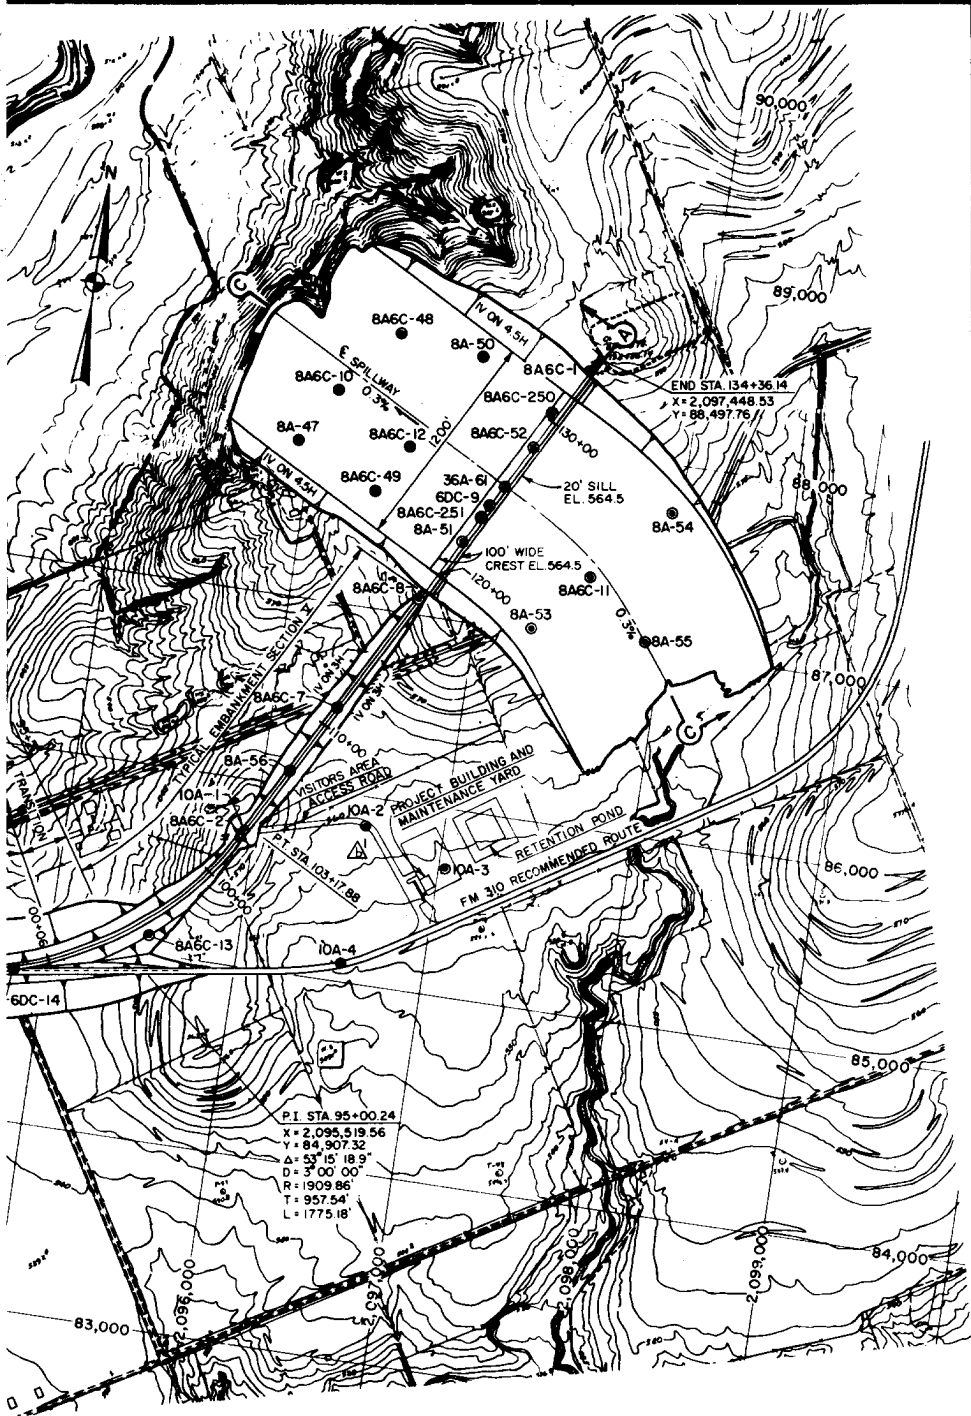 N
90,000
89,000
C
IV ON 4.5H
A
8A6C-48
8A-50
8A6C-1
END STA. 134+36.14
X = 2,097,448.53
Y = 88,497.76
℄ SPILLWAY
0.3%
8A6C-10
8A6C-250
1200'
8A6C-52
130+00
8A-47
8A6C-12
IV ON 4.5H
8A6C-49
36A-61
6DC-9
8A6C-251
8A-51
20' SILL
EL. 564.5
88,000
8A-54
100' WIDE
CREST EL. 564.5
8A6C-8
120+00
8A6C-11
8A-53
0.3%
8A-55
87,000
C
TYPICAL EMBANKMENT SECTION
8A6C-7
IV ON 3H
IV ON 3H
110+00
8A-56
VISITORS AREA
ACCESS ROAD
PROJECT BUILDING AND
MAINTENANCE YARD
10A-1
8A6C-2
10A-2
TRANSITION
P.T. STA. 103+17.88
10A-3
RETENTION POND
FM 310 RECOMMENDED ROUTE
86,000
100+00
90+00
8A6C-13
10A-4
6DC-14
85,000
P.I. STA. 95+00.24
X = 2,095,519.56
Y = 84,907.32
Δ = 53° 15' 18.9"
D = 3° 00' 00"
R = 1909.86'
T = 957.54'
L = 1775.18'
84,000
83,000
2,096,000
2,097,000
2,098,000
2,099,000